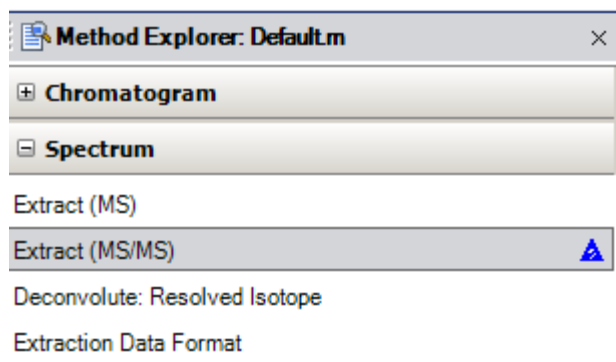 Method Explorer: Default.m
Chromatogram
Spectrum
Extract (MS)
Extract (MS/MS)
Deconvolute: Resolved Isotope
Extraction Data Format